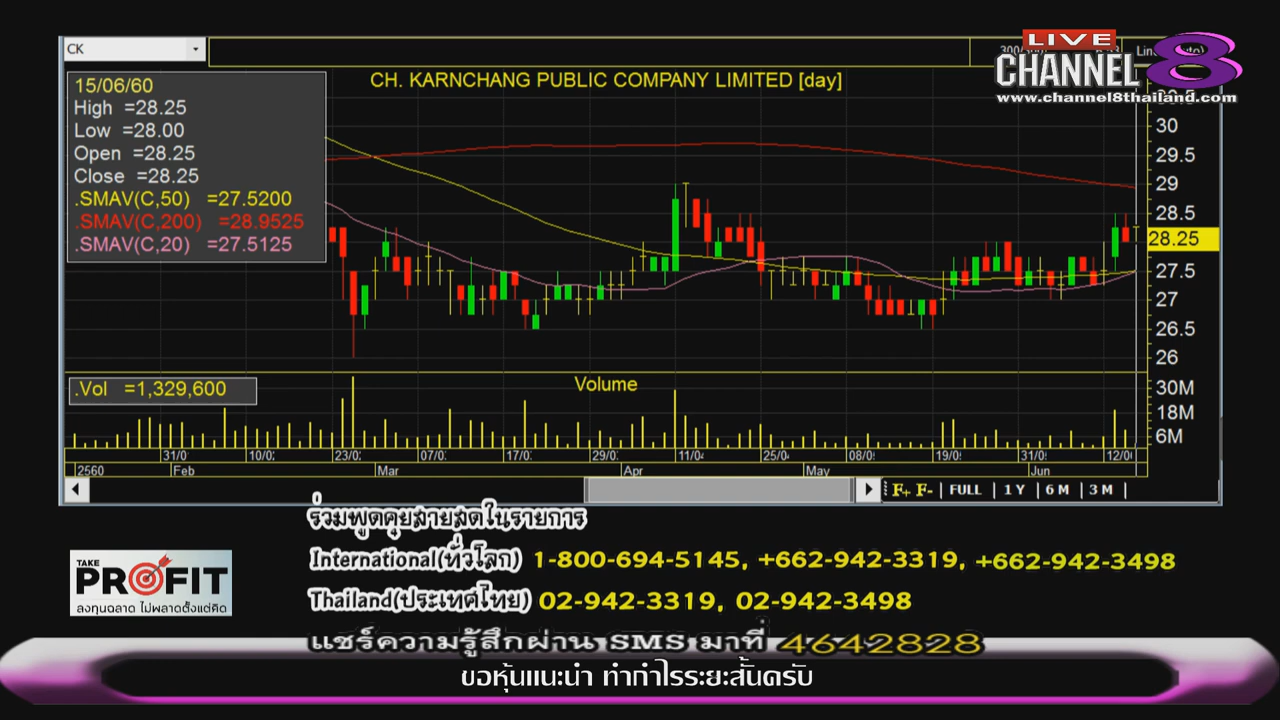 CK
LIVE
CHANNEL 8
www.channel8thailand.com
CH. KARNCHANG PUBLIC COMPANY LIMITED [day]
15/06/60
High =28.25
Low =28.00
Open =28.25
Close =28.25
.SMAV(C,50) =27.5200
.SMAV(C,200) =28.9525
.SMAV(C,20) =27.5125
30
29.5
29
28.5
28.25
27.5
27
26.5
26
.Vol =1,329,600
Volume
30M
18M
6M
31/0 10/0 23/0 07/0 17/0 29/0 11/0 25/0 08/0 19/0 31/0 12/0
2560 Feb Mar Apr May Jun
F+ F- | FULL | 1 Y | 6 M | 3 M |
ร่วมพูดคุยสายสดในรายการ
International(ทั่วโลก) 1-800-694-5145, +662-942-3319, +662-942-3498
TAKE
PROFIT
ลงทุนฉลาด ไม่พลาดตั้งแต่คิด
Thailand(ประเทศไทย) 02-942-3319, 02-942-3498
แชร์ความรู้สึกผ่าน SMS มาที่ 4642828
ขอหุ้นแนะนำ ทำกำไรระยะสั้นครับ